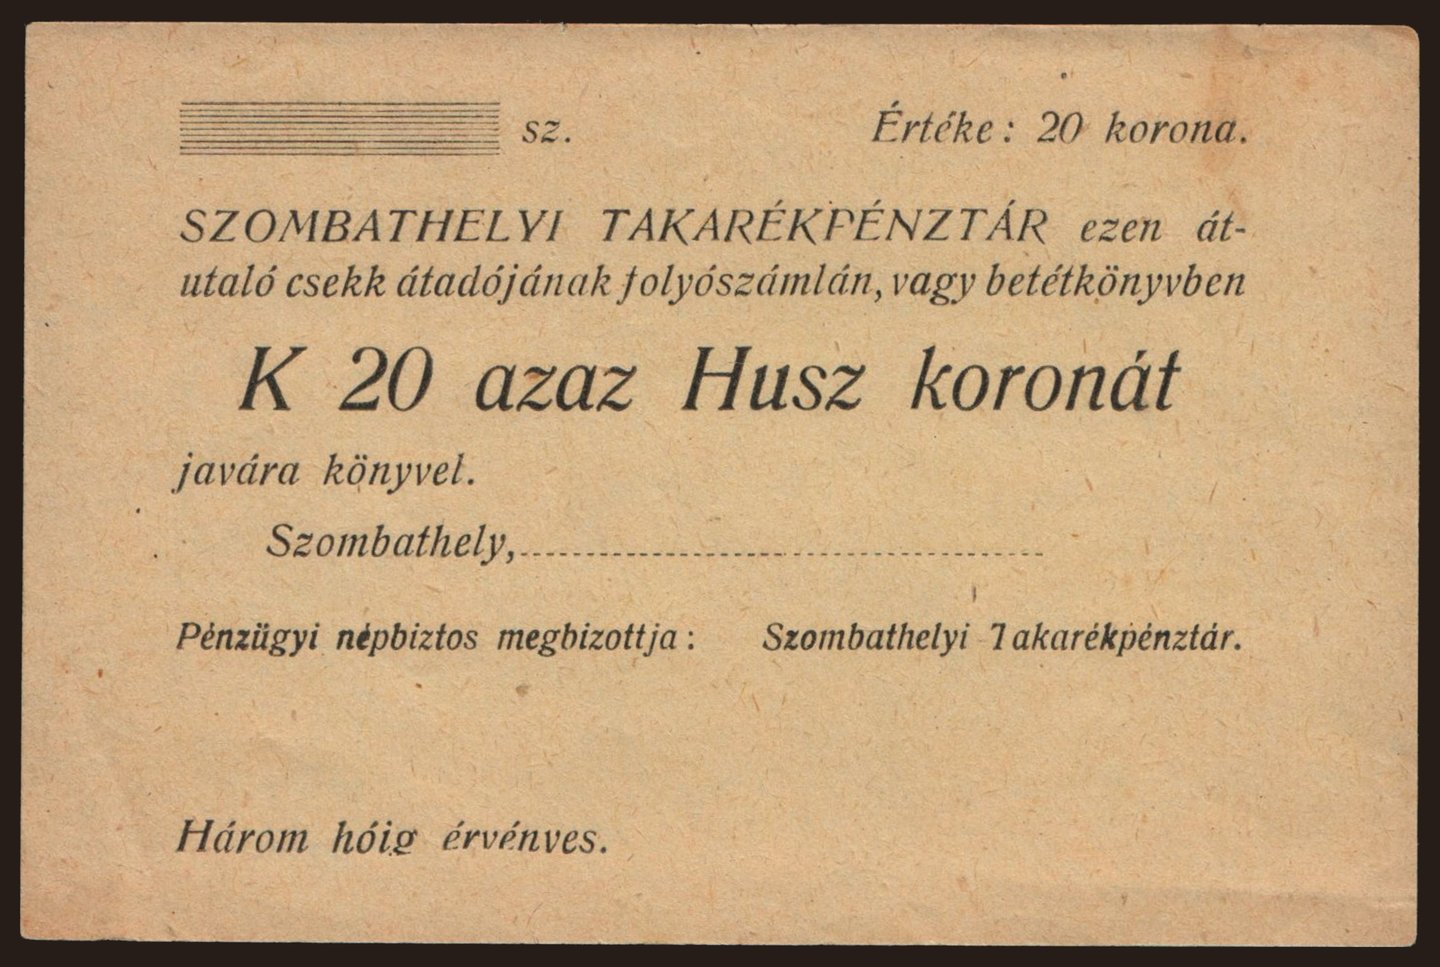 sz. Értéke: 20 korona.
SZOMBATHELYI TAKARÉKPÉNZTÁR ezen át-
utaló csekk átadójának folyószámlán, vagy betétkönyvben
K 20 azaz Husz koronát
javára könyvel.
Szombathely,
Pénzügyi népbiztos megbizottja: Szombathelyi Takarékpénztár.
Három hóig érvényes.